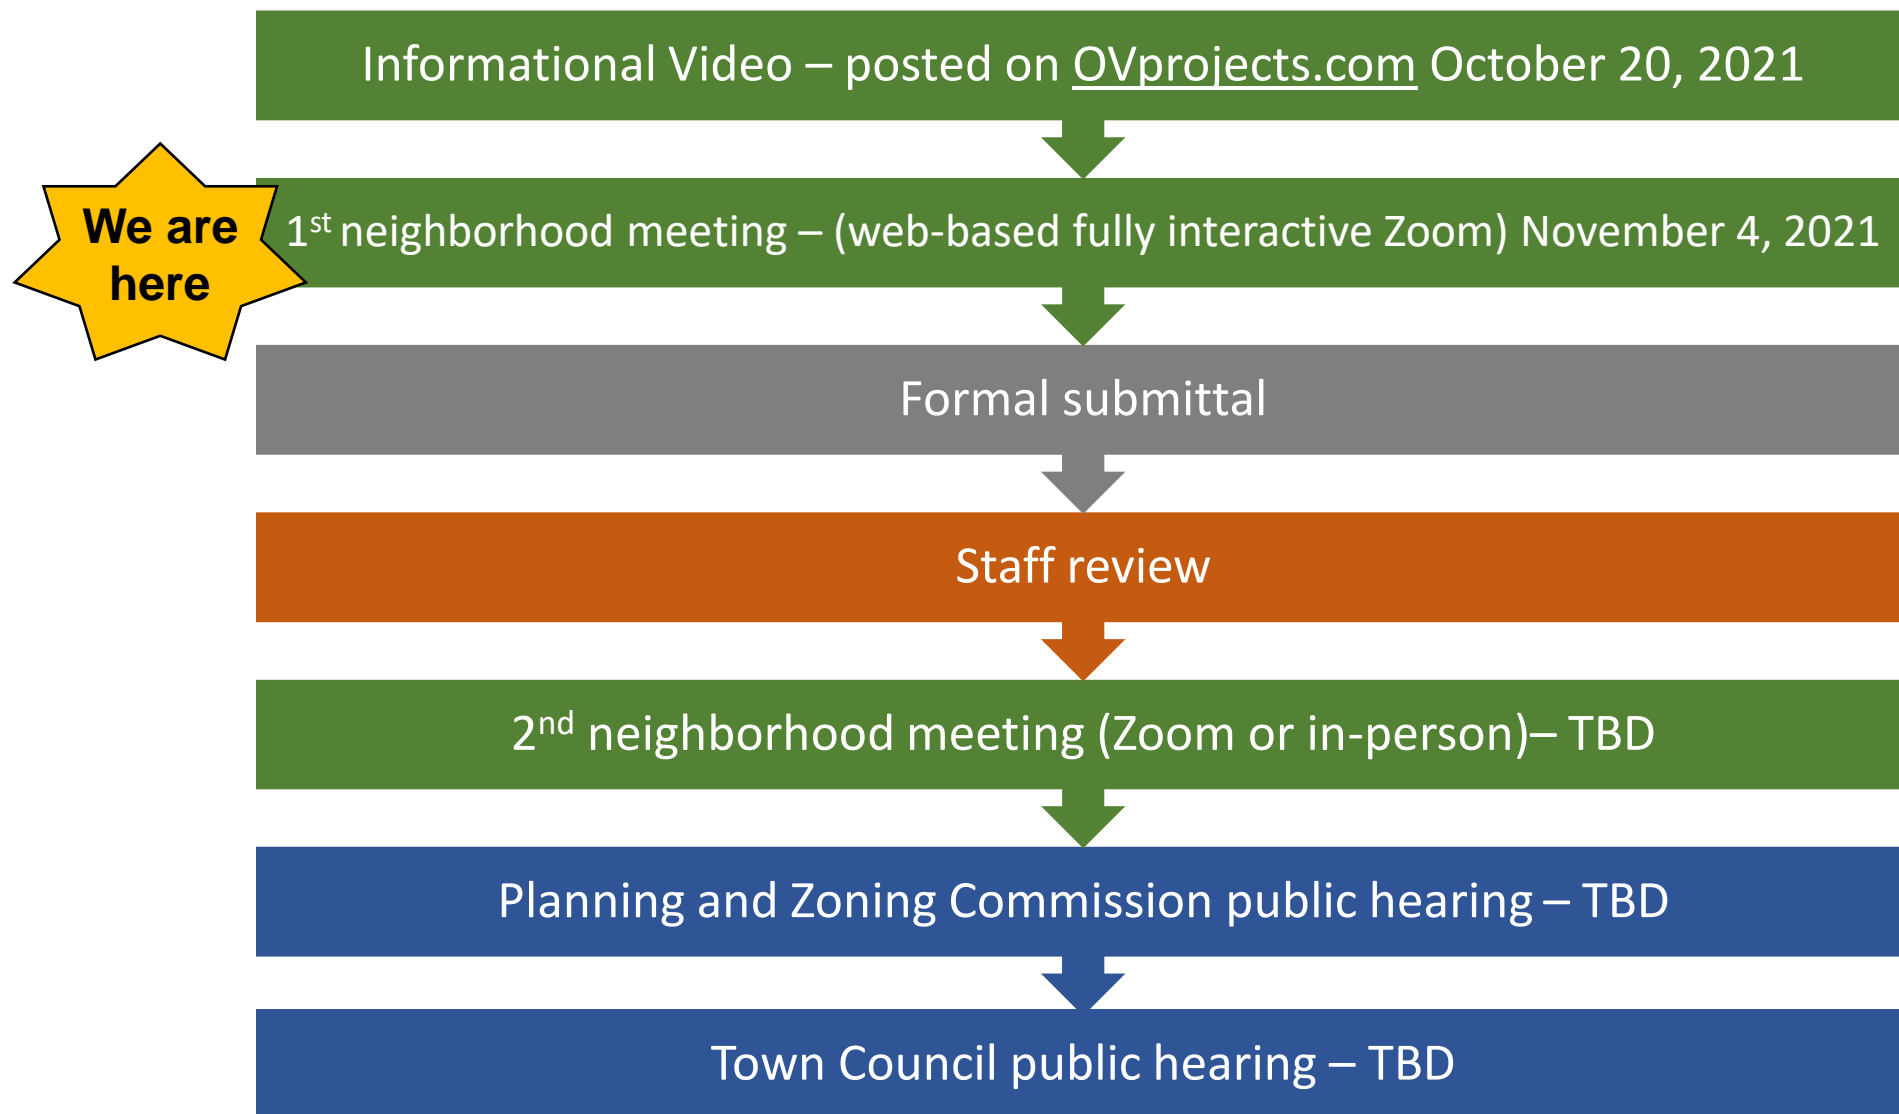 Informational Video – posted on OVprojects.com October 20, 2021
We are
here
1st neighborhood meeting – (web-based fully interactive Zoom) November 4, 2021
Formal submittal
Staff review
2nd neighborhood meeting (Zoom or in-person)– TBD
Planning and Zoning Commission public hearing – TBD
Town Council public hearing – TBD